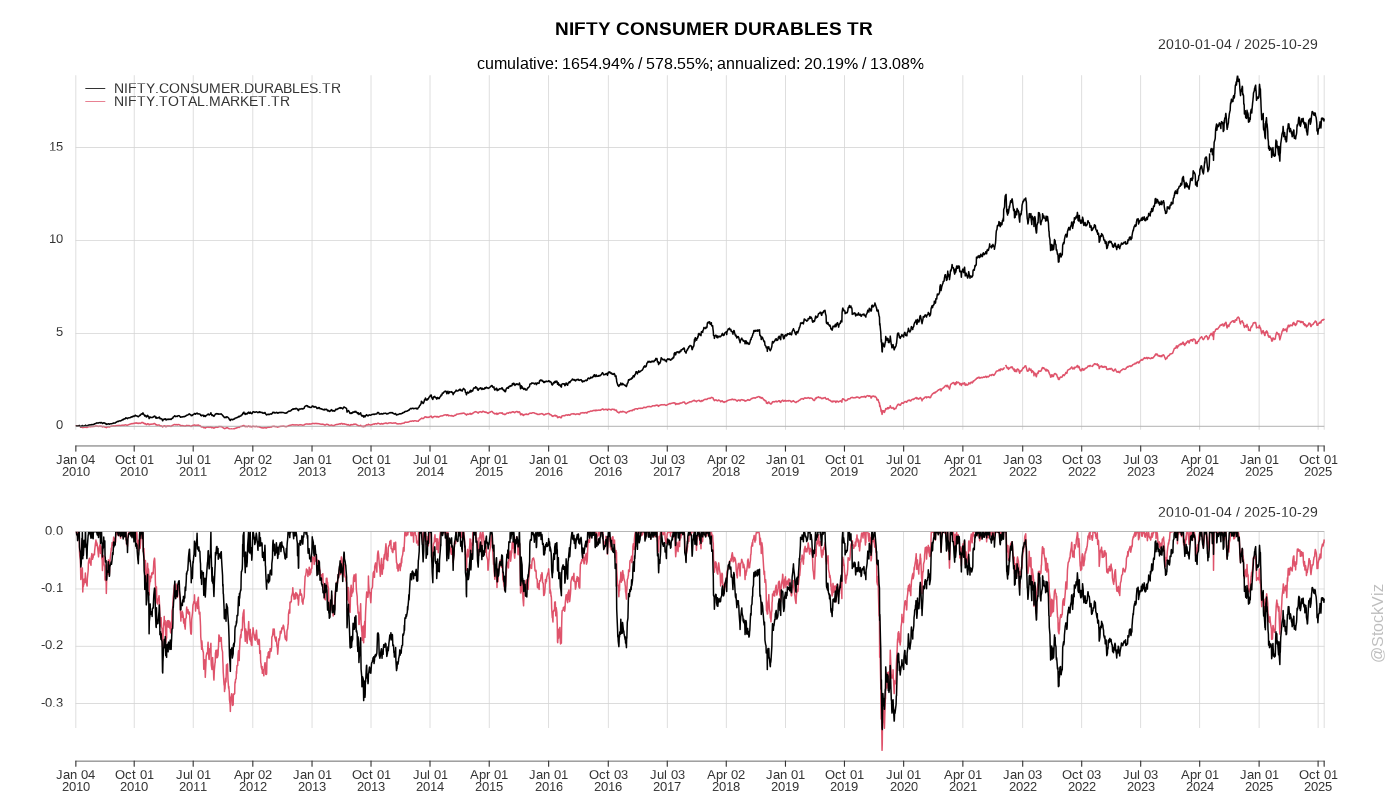 NIFTY CONSUMER DURABLES TR
2010-01-04 / 2025-10-29
cumulative: 1654.94% / 578.55%; annualized: 20.19% / 13.08%
NIFTY.CONSUMER.DURABLES.TR
NIFTY.TOTAL.MARKET.TR
15
10
5
0
Jan 04 Oct 01 Jul 01 Apr 02 Jan 01 Oct 01 Jul 01 Apr 01 Jan 01 Oct 03 Jul 03 Apr 02 Jan 01 Oct 01 Jul 01 Apr 01 Jan 03 Oct 03 Jul 03 Apr 01 Jan 01 Oct 01
2010 2010 2011 2012 2013 2013 2014 2015 2016 2016 2017 2018 2019 2019 2020 2021 2022 2022 2023 2024 2025 2025
2010-01-04 / 2025-10-29
0.0
-0.1
-0.2
-0.3
Jan 04 Oct 01 Jul 01 Apr 02 Jan 01 Oct 01 Jul 01 Apr 01 Jan 01 Oct 03 Jul 03 Apr 02 Jan 01 Oct 01 Jul 01 Apr 01 Jan 03 Oct 03 Jul 03 Apr 01 Jan 01 Oct 01
2010 2010 2011 2012 2013 2013 2014 2015 2016 2016 2017 2018 2019 2019 2020 2021 2022 2022 2023 2024 2025 2025
@StockViz